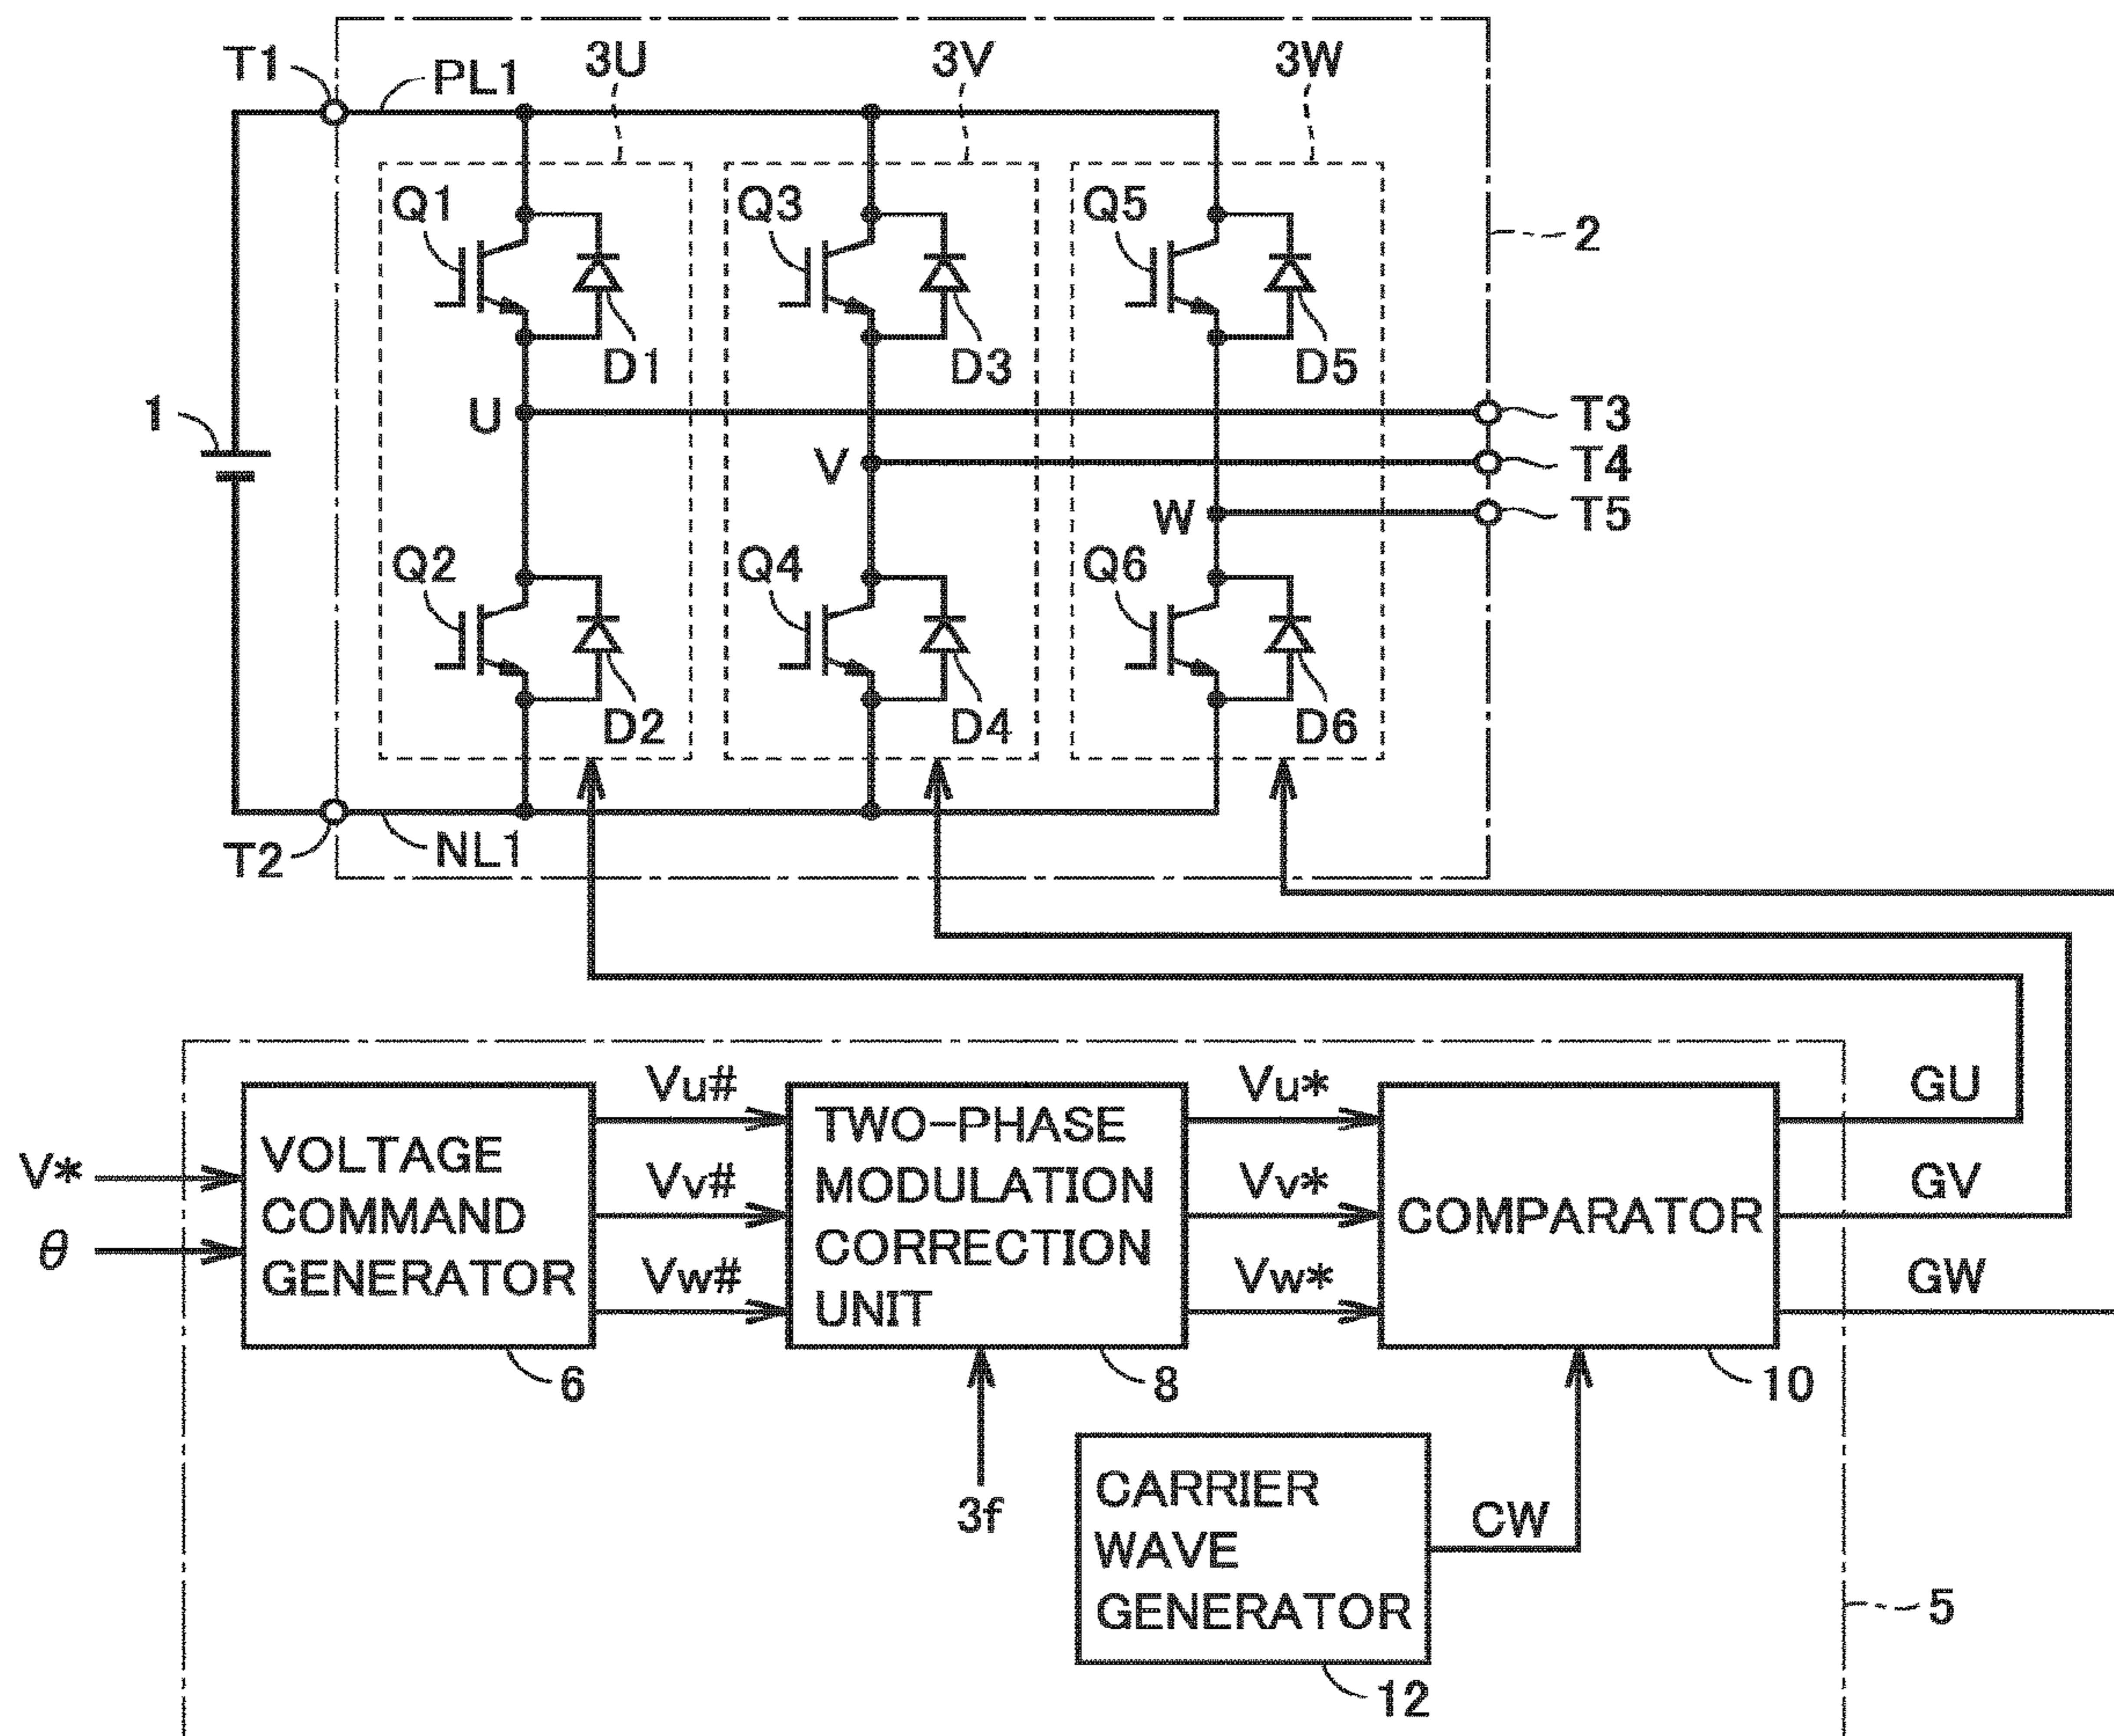 T1
PL1
3U
3V
3W
Q1
Q3
Q5
2
D1
D3
D5
1
U
T3
V
T4
W
T5
Q2
Q4
Q6
D2
D4
D6
T2
NL1
V*
θ
VOLTAGE
COMMAND
GENERATOR
6
Vu#
Vv#
Vw#
TWO-PHASE
MODULATION
CORRECTION
UNIT
8
3f
Vu*
Vv*
Vw*
COMPARATOR
10
GU
GV
GW
CARRIER
WAVE
GENERATOR
12
CW
5